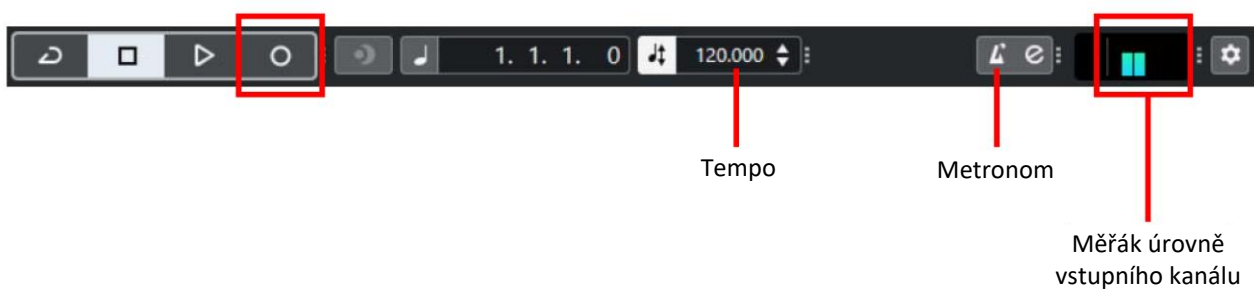 1. 1. 1. 0 120.000
Tempo
Metronom
Měřák úrovně
vstupního kanálu